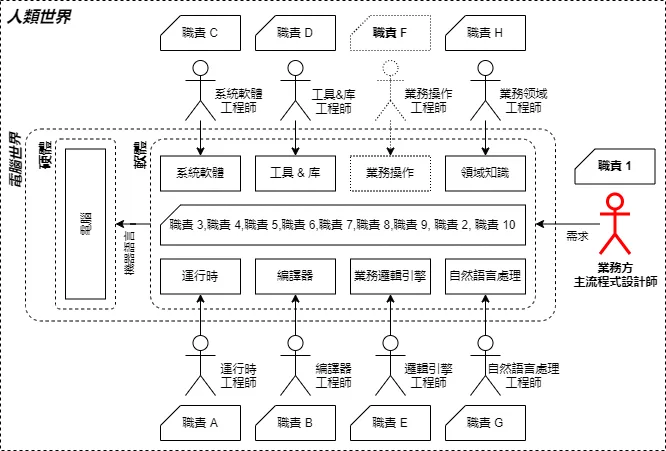 人類世界
職責 C
職責 D
職責 F
職責 H
系統軟體
工程師
工具&库
工程師
業務操作
工程師
業務领域
工程師
電腦世界
硬體
軟體
系統軟體
工具 & 库
業務操作
領域知識
職責 1
電腦
機器語言
職責 3,職責 4,職責 5,職責 6,職責 7,職責 8,職責 9, 職責 2, 職責 10
需求
業務方
主流程式設計師
運行時
編譯器
業務邏輯引擎
自然語言處理
運行時
工程師
編譯器
工程師
邏輯引擎
工程師
自然語言處理
工程師
職責 A
職責 B
職責 E
職責 G